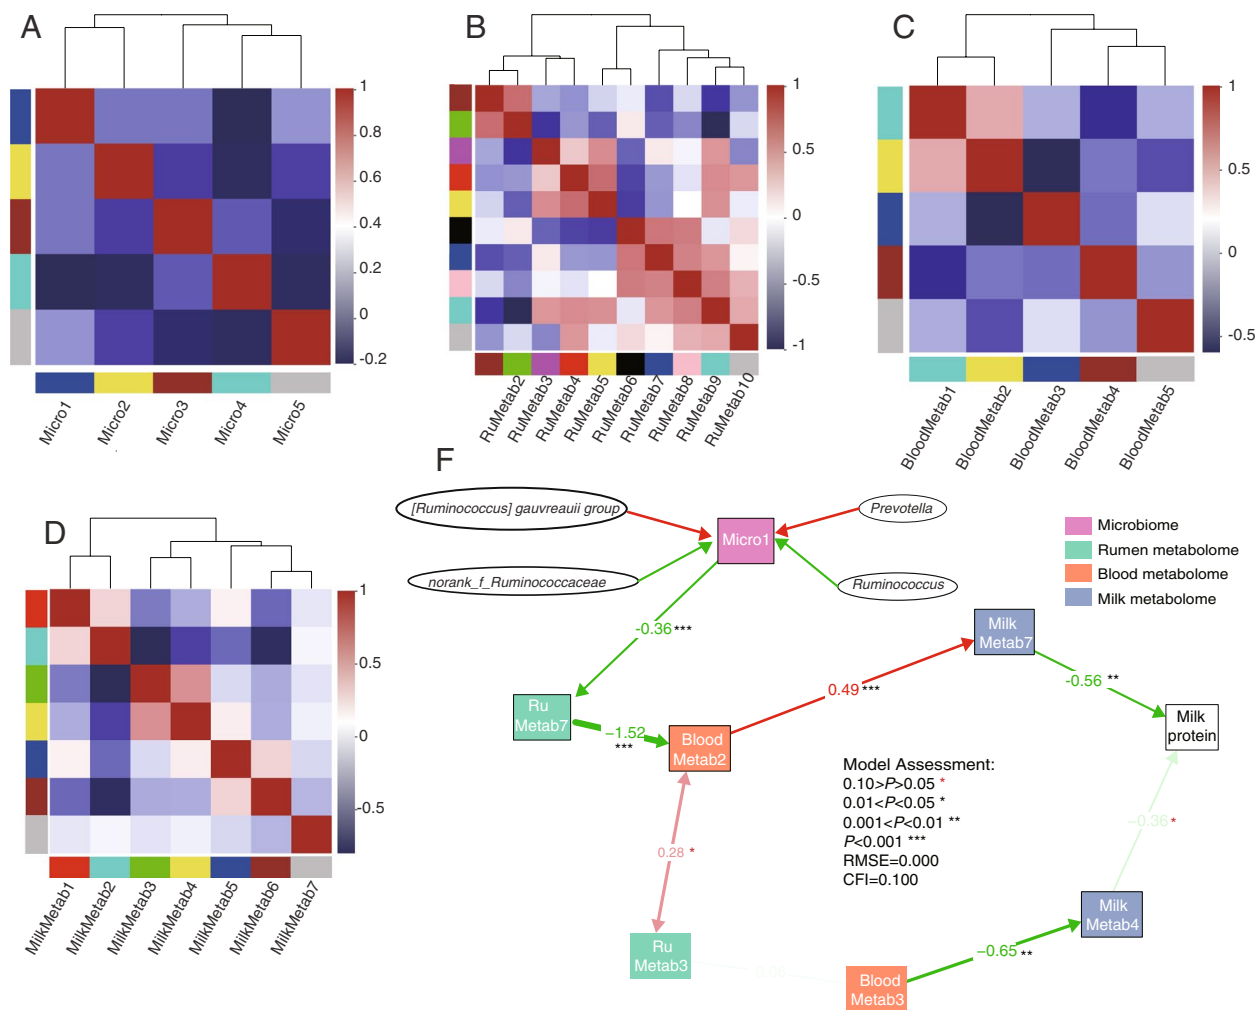 A
1
0.8
0.6
0.4
0.2
0
-0.2
Micro1
Micro2
Micro3
Micro4
Micro5
B
1
0.5
0
-0.5
-1
RuMetab2
RuMetab3
RuMetab4
RuMetab5
RuMetab6
RuMetab7
RuMetab8
RuMetab9
RuMetab10
C
1
0.5
0
-0.5
BloodMetab1
BloodMetab2
BloodMetab3
BloodMetab4
BloodMetab5
D
1
0.5
0
-0.5
MilkMetab1
MilkMetab2
MilkMetab3
MilkMetab4
MilkMetab5
MilkMetab6
MilkMetab7
F
[Ruminococcus] gauvreauii group
Prevotella
Micro1
norank_f_Ruminococcaceae
Ruminococcus
Microbiome
Rumen metabolome
Blood metabolome
Milk metabolome
-0.36 ***
Milk
Metab7
0.49 ***
-0.56 **
Ru
Metab7
−1.52
***
Blood
Metab2
Milk
protein
Model Assessment:
0.10>P>0.05 *
0.01<P<0.05 *
0.001<P<0.01 **
P<0.001 ***
RMSE=0.000
CFI=0.100
−0.36 *
0.28 *
Milk
Metab4
Ru
Metab3
0.06
−0.65 **
Blood
Metab3